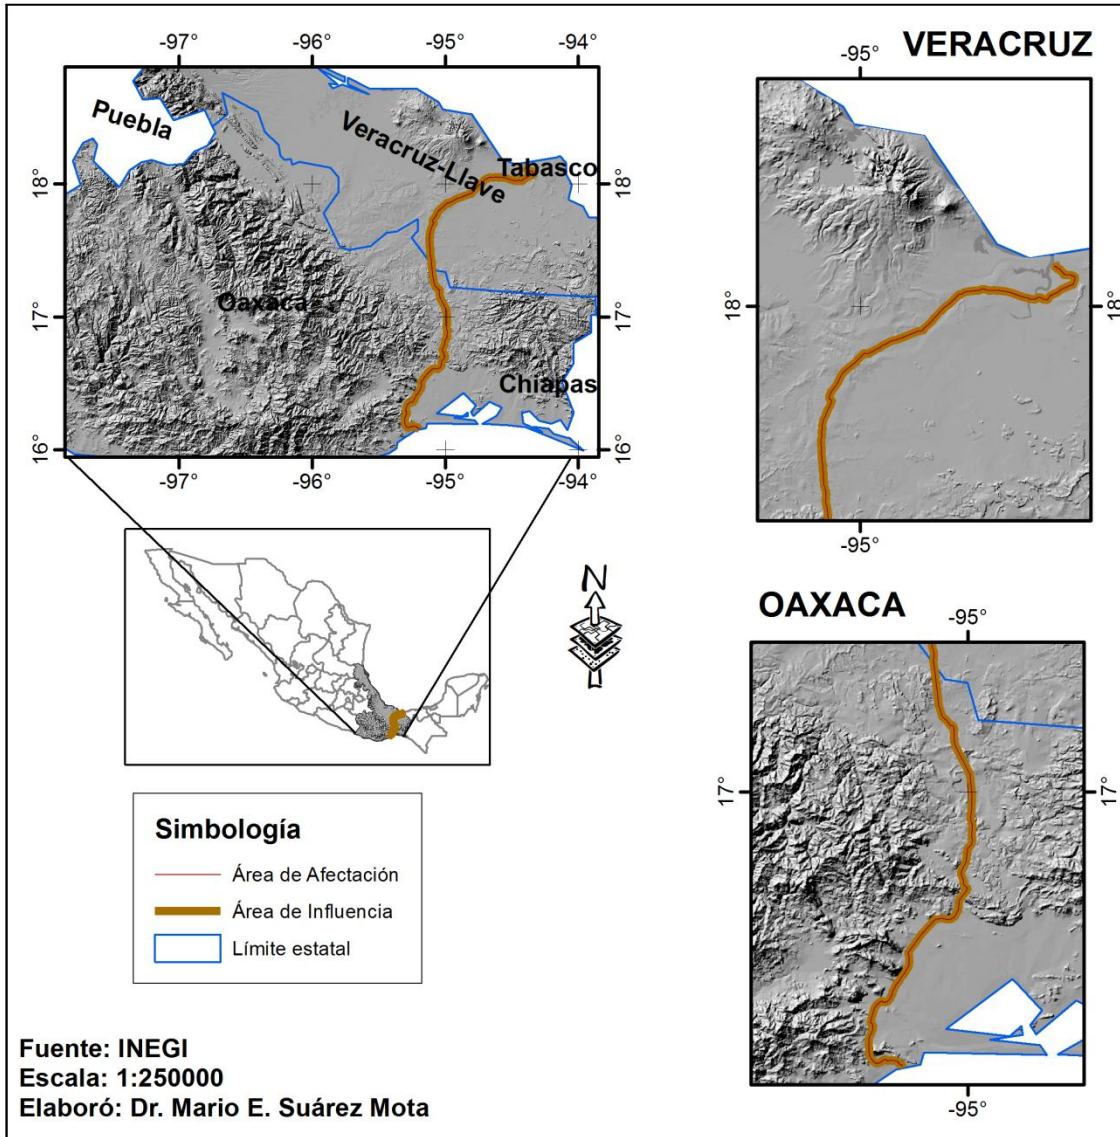 -97°
-96°
-95°
-94°
Puebla
Veracruz-Llave
Tabasco
18°
18°
Oaxaca
17°
17°
Chiapas
16°
16°
-97°
-96°
-95°
-94°
VERACRUZ
-95°
18°
18°
-95°
N
OAXACA
-95°
17°
17°
-95°
Simbología
Área de Afectación
Área de Influencia
Límite estatal
Fuente: INEGI
Escala: 1:250000
Elaboró: Dr. Mario E. Suárez Mota